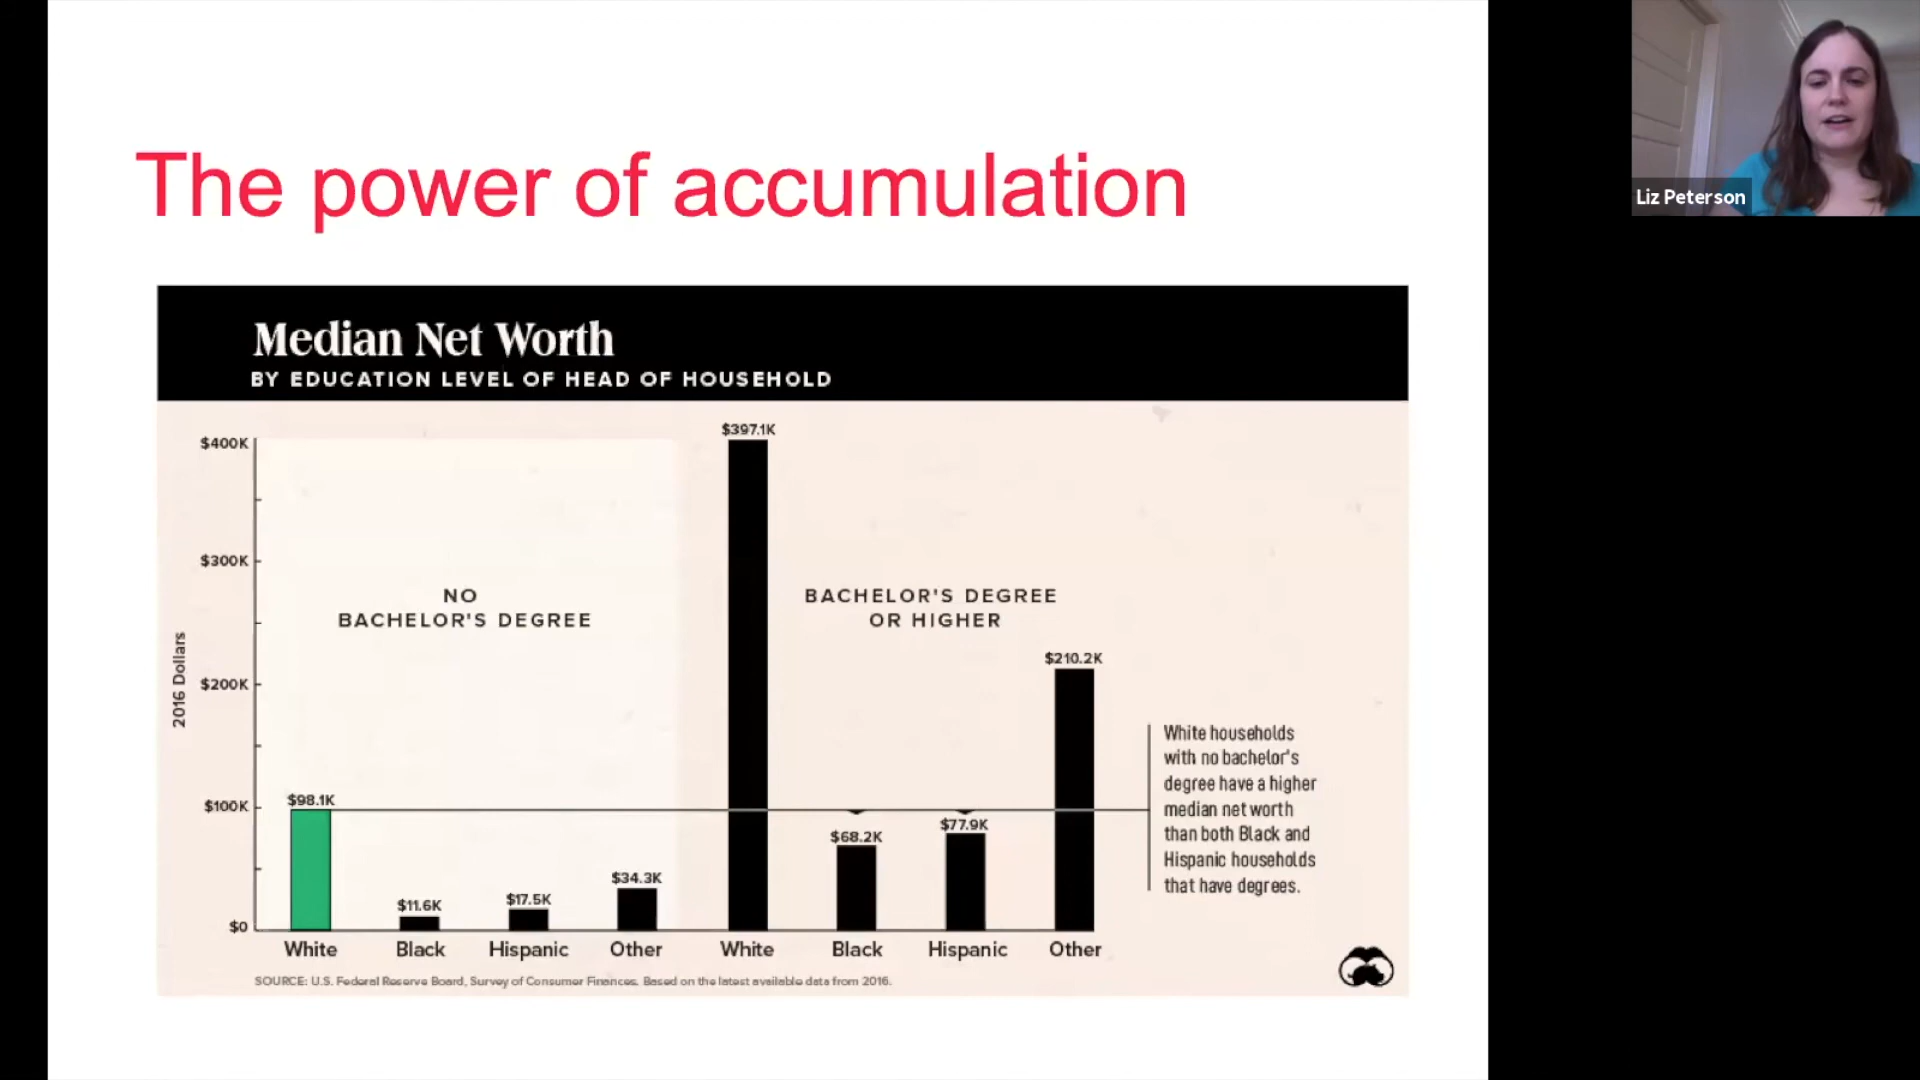 The power of accumulation
Liz Peterson
Median Net Worth
BY EDUCATION LEVEL OF HEAD OF HOUSEHOLD
2016 Dollars
$400K
$300K
$200K
$100K
$0
NO
BACHELOR'S DEGREE
BACHELOR'S DEGREE
OR HIGHER
$98.1K
$11.6K
$17.5K
$34.3K
$397.1K
$68.2K
$77.9K
$210.2K
White Black Hispanic Other White Black Hispanic Other
White households
with no bachelor's
degree have a higher
median net worth
than both Black and
Hispanic households
that have degrees.
SOURCE: U.S. Federal Reserve Board, Survey of Consumer Finances. Based on the latest available data from 2016.